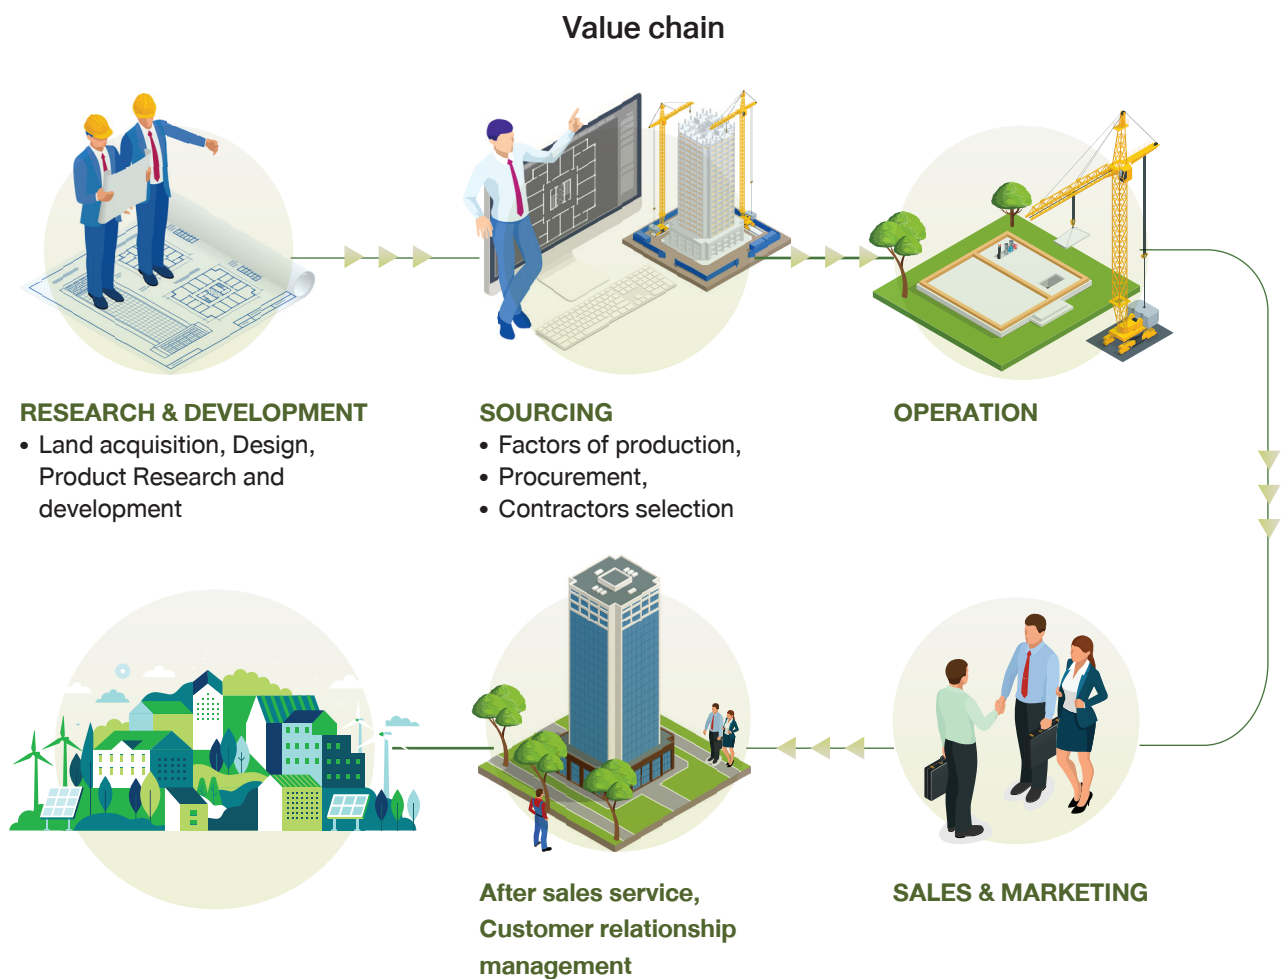 Value chain
RESEARCH & DEVELOPMENT
• Land acquisition, Design,
Product Research and
development
SOURCING
• Factors of production,
• Procurement,
• Contractors selection
OPERATION
After sales service,
Customer relationship
management
SALES & MARKETING